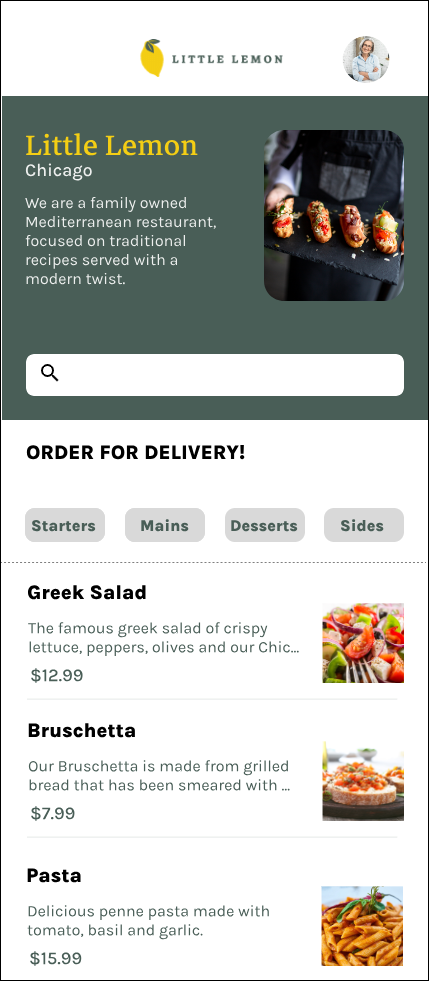 LITTLE LEMON
Little Lemon
Chicago
We are a family owned
Mediterranean restaurant,
focused on traditional
recipes served with a
modern twist.
ORDER FOR DELIVERY!
Starters Mains Desserts Sides
Greek Salad
The famous greek salad of crispy
lettuce, peppers, olives and our Chic...
$12.99
Bruschetta
Our Bruschetta is made from grilled
bread that has been smeared with ...
$7.99
Pasta
Delicious penne pasta made with
tomato, basil and garlic.
$15.99